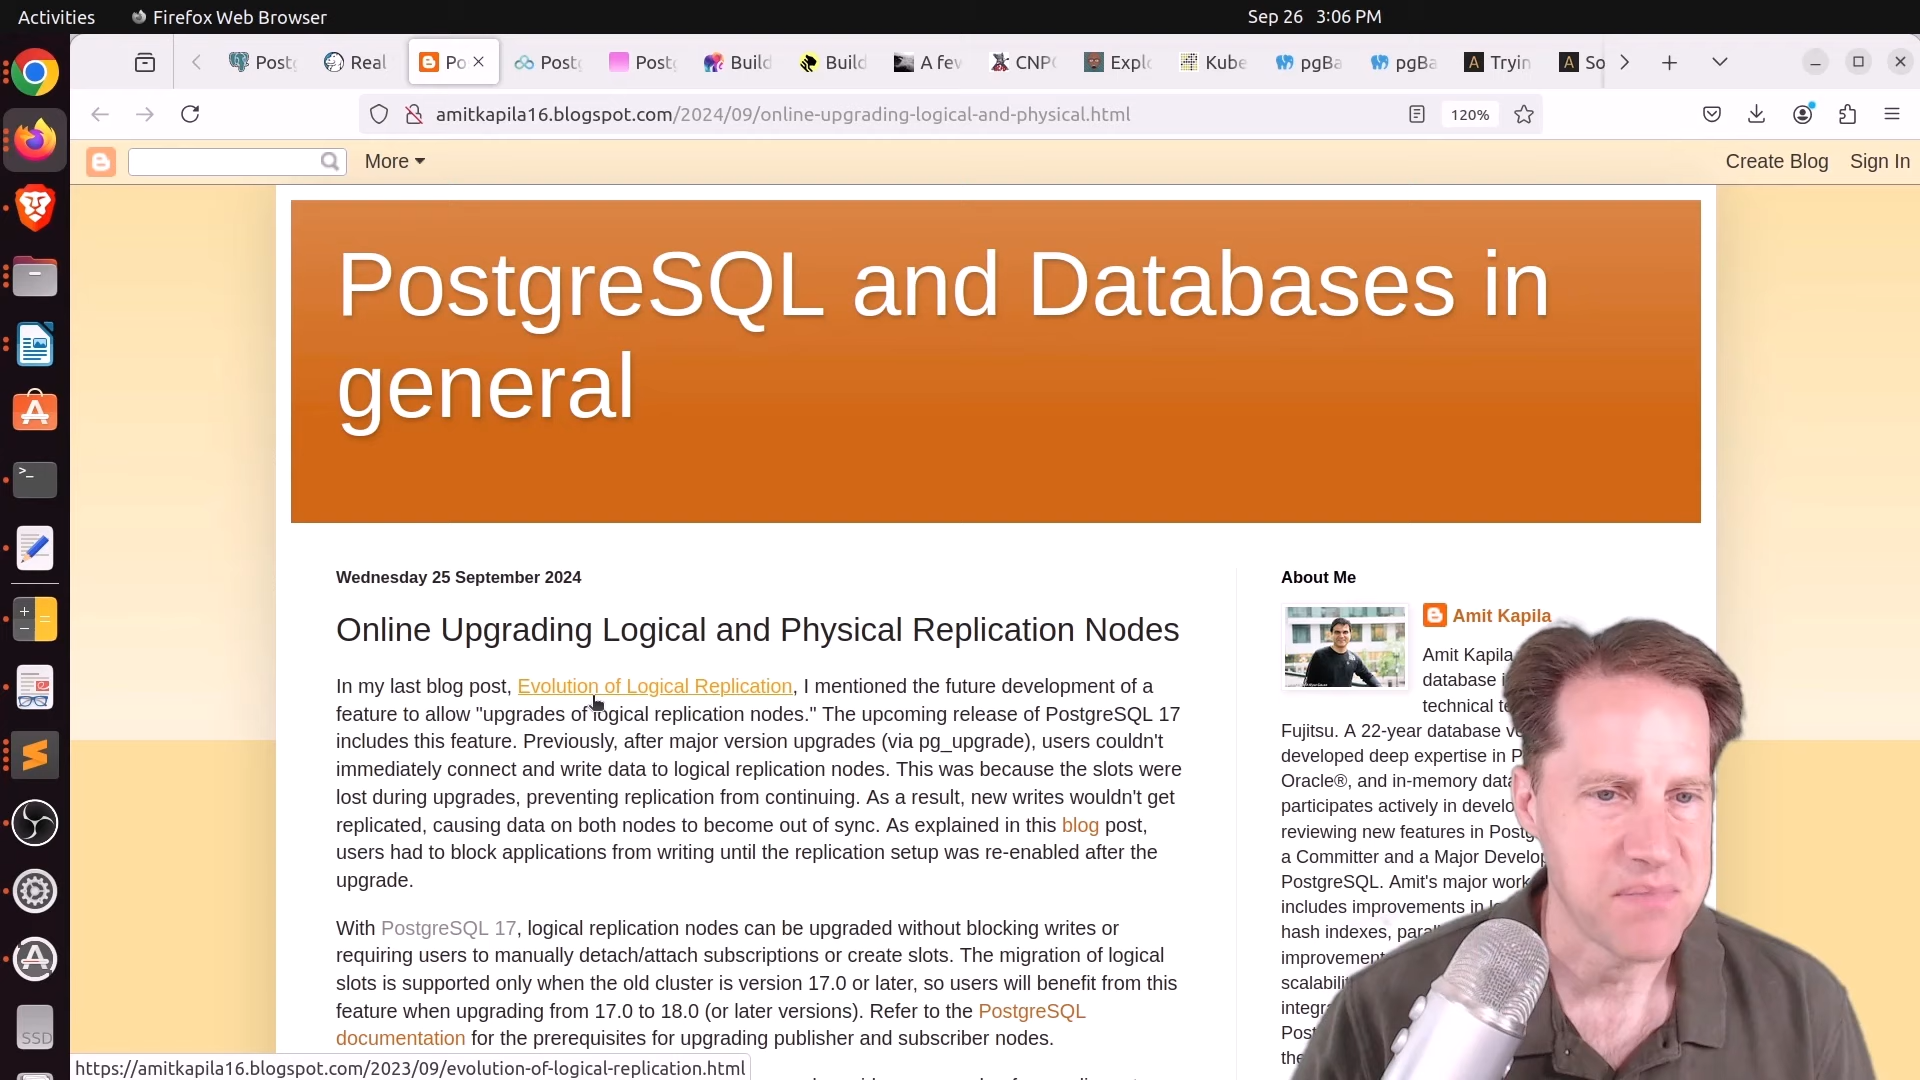 Activities Firefox Web Browser Sep 26 3:06 PM
Postg Real Po Postg Postg Build Build A few CNPG Explo Kube pgBa pgBa Tryin So
amitkapila16.blogspot.com/2024/09/online-upgrading-logical-and-physical.html 120%
More Create Blog Sign In
PostgreSQL and Databases in
general
Wednesday 25 September 2024
Online Upgrading Logical and Physical Replication Nodes
In my last blog post, Evolution of Logical Replication, I mentioned the future development of a
feature to allow "upgrades of logical replication nodes." The upcoming release of PostgreSQL 17
includes this feature. Previously, after major version upgrades (via pg_upgrade), users couldn't
immediately connect and write data to logical replication nodes. This was because the slots were
lost during upgrades, preventing replication from continuing. As a result, new writes wouldn't get
replicated, causing data on both nodes to become out of sync. As explained in this blog post,
users had to block applications from writing until the replication setup was re-enabled after the
upgrade.
With PostgreSQL 17, logical replication nodes can be upgraded without blocking writes or
requiring users to manually detach/attach subscriptions or create slots. The migration of logical
slots is supported only when the old cluster is version 17.0 or later, so users will benefit from this
feature when upgrading from 17.0 to 18.0 (or later versions). Refer to the PostgreSQL
documentation for the prerequisites for upgrading publisher and subscriber nodes.
About Me
Amit Kapila
Amit Kapila
database
technical
Fujitsu. A 22-year database
developed deep expertise in
Oracle®, and in-memory
participates actively in
reviewing new features in
a Committer and a Major
PostgreSQL. Amit's major work
includes improvements in
hash indexes,
SSD
https://amitkapila16.blogspot.com/2023/09/evolution-of-logical-replication.html